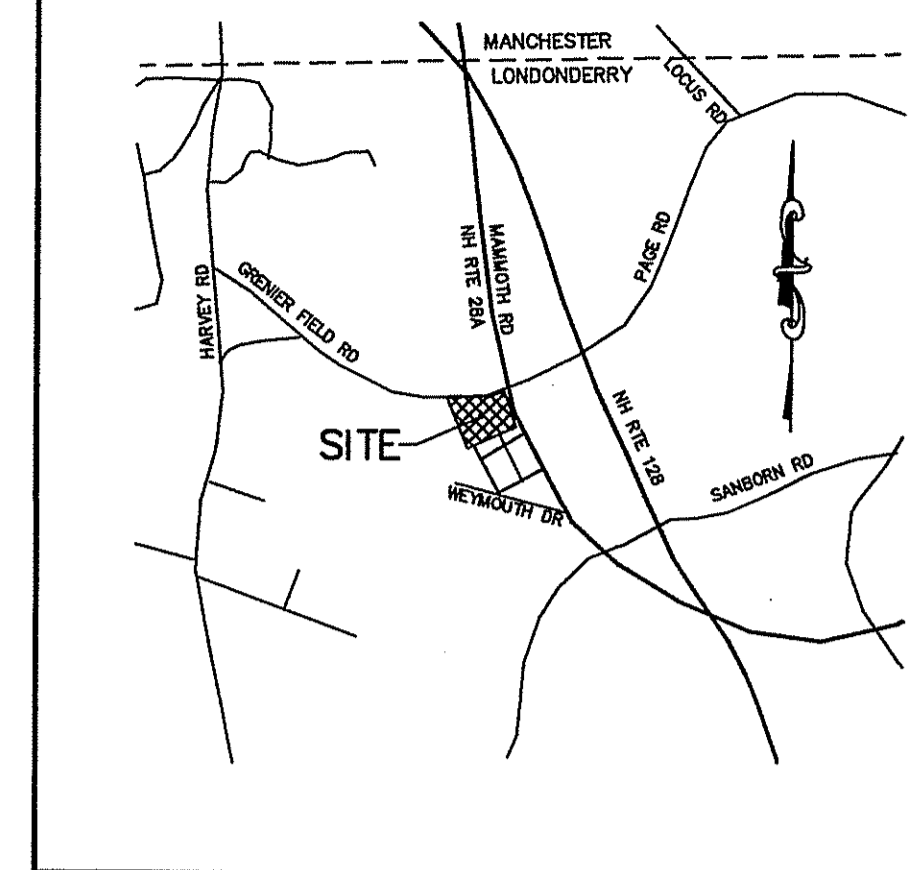 MANCHESTER
LONDONDERRY
LOCUS RD
PAGE RD
MAMMOTH RD
NH RTE 28A
HARVEY RD
GRENIER FIELD RD
SITE
NH RTE 128
SANBORN RD
WEYMOUTH DR